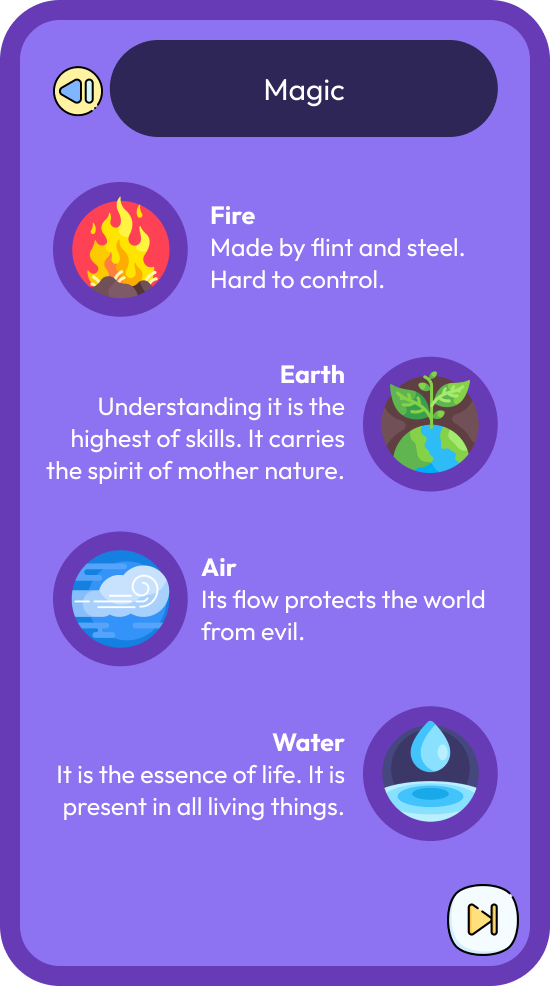 Magic
Fire
Made by flint and steel.
Hard to control.
Earth
Understanding it is the
highest of skills. It carries
the spirit of mother nature.
Air
Its flow protects the world
from evil.
Water
It is the essence of life. It is
present in all living things.